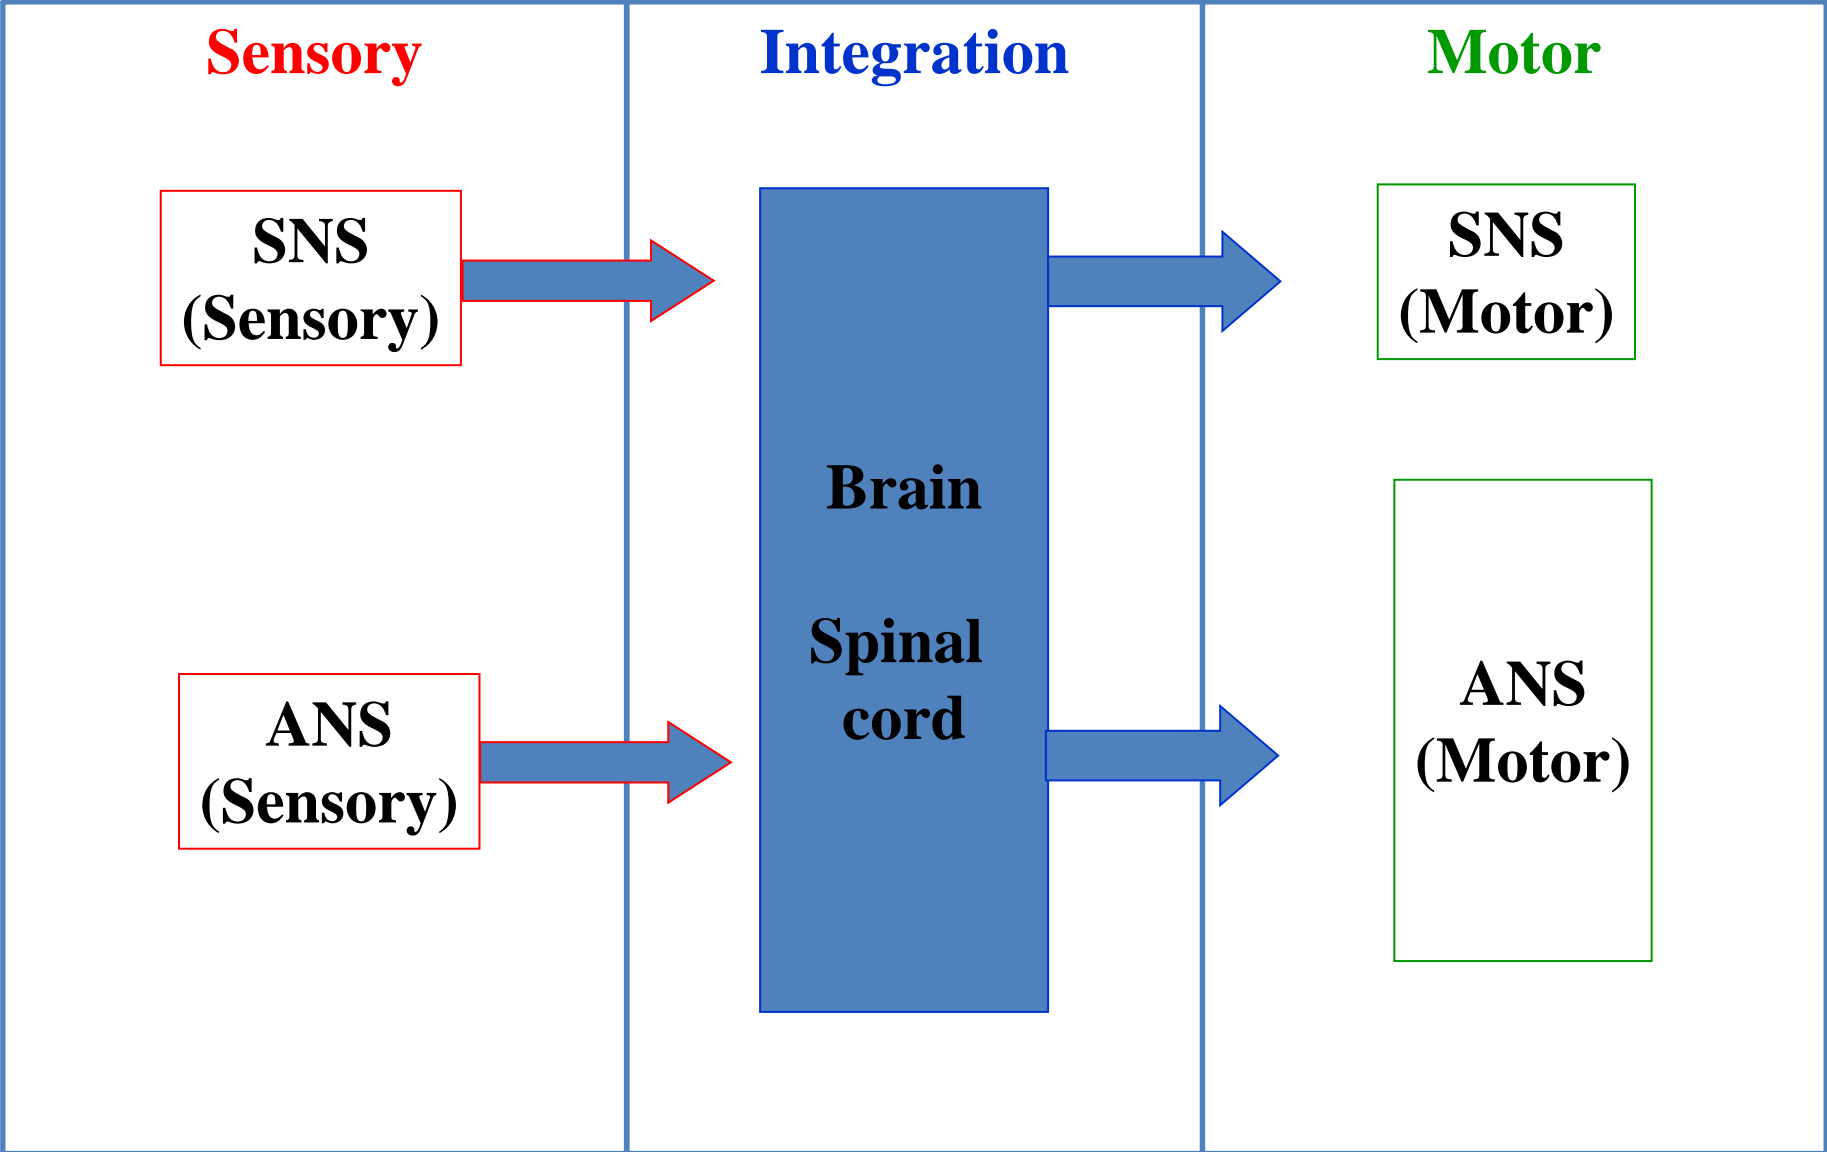 Sensory
Integration
Motor
SNS
(Sensory)
SNS
(Motor)
Brain
Spinal
cord
ANS
(Sensory)
ANS
(Motor)